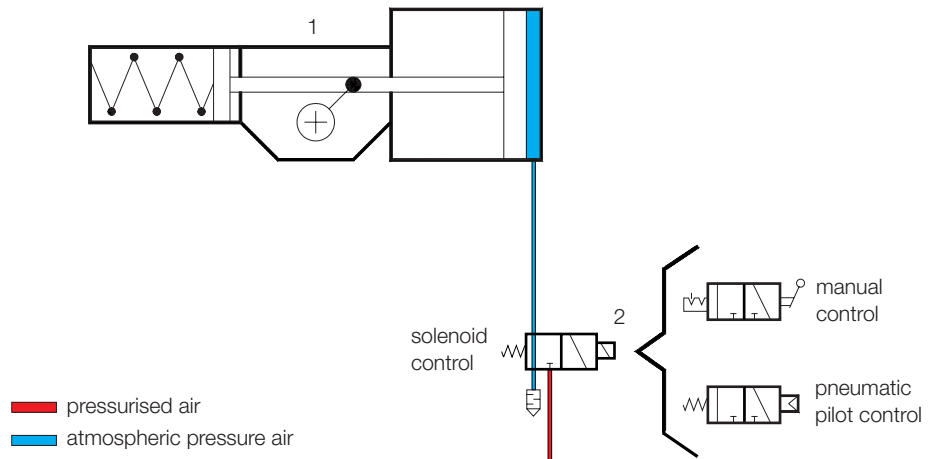 1
2
solenoid
control
manual
control
pneumatic
pilot control
pressurised air
atmospheric pressure air